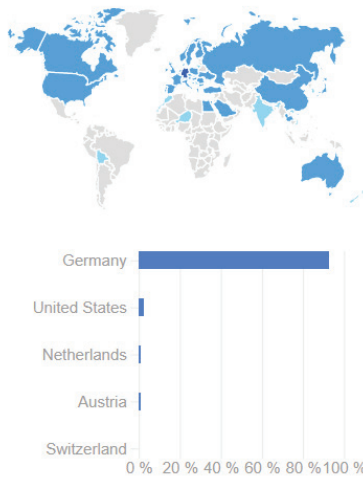 Germany
United States
Netherlands
Austria
Switzerland
0 % 20 % 40 % 60 % 80 % 100 %